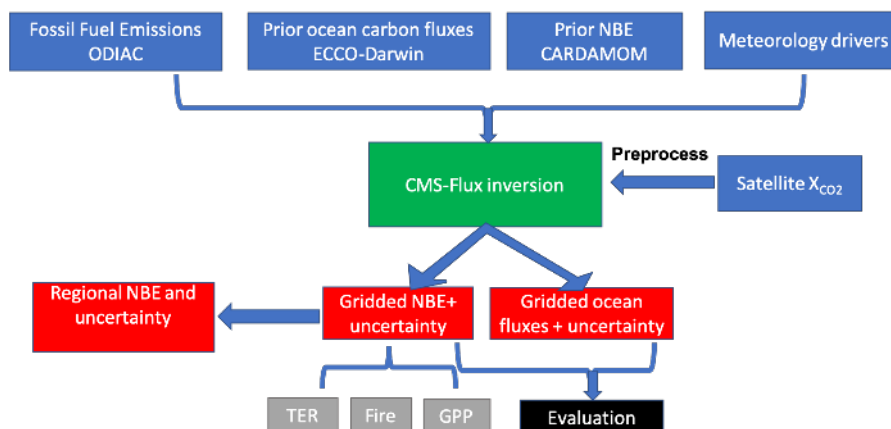 Fossil Fuel Emissions
ODIAC
Prior ocean carbon fluxes
ECCO-Darwin
Prior NBE
CARDAMOM
Meteorology drivers
CMS-Flux inversion
Preprocess
Satellite X_CO2
Regional NBE and
uncertainty
Gridded NBE+
uncertainty
Gridded ocean
fluxes + uncertainty
TER
Fire
GPP
Evaluation